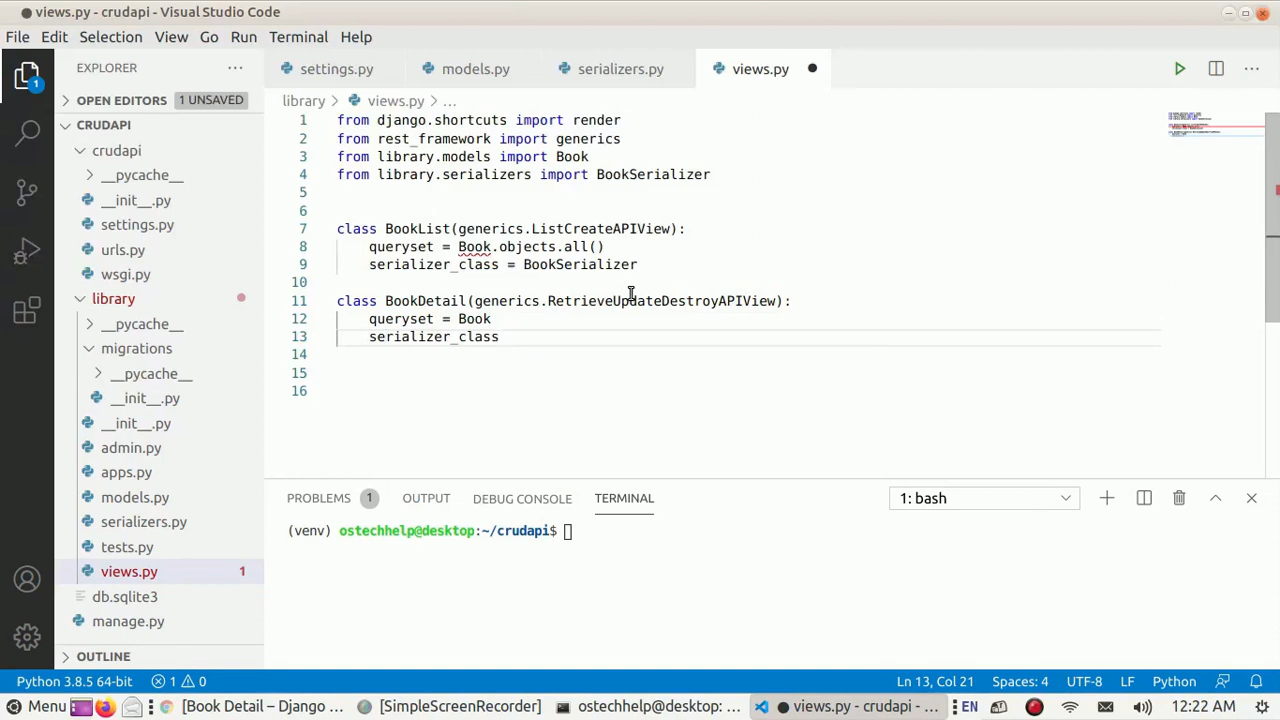 views.py - crudapi - Visual Studio Code
File Edit Selection View Go Run Terminal Help
1
EXPLORER
OPEN EDITORS 1 UNSAVED
CRUDAPI
crudapi
__pycache__
__init__.py
settings.py
urls.py
wsgi.py
library
__pycache__
migrations
__pycache__
__init__.py
__init__.py
admin.py
apps.py
models.py
serializers.py
tests.py
views.py 1
db.sqlite3
manage.py
OUTLINE
settings.py models.py serializers.py views.py
library > views.py > ...
1 from django.shortcuts import render
2 from rest_framework import generics
3 from library.models import Book
4 from library.serializers import BookSerializer
5
6
7 class BookList(generics.ListCreateAPIView):
8 queryset = Book.objects.all()
9 serializer_class = BookSerializer
10
11 class BookDetail(generics.RetrieveUpdateDestroyAPIView):
12 queryset = Book
13 serializer_class
14
15
16
PROBLEMS 1 OUTPUT DEBUG CONSOLE TERMINAL 1: bash
(venv) ostechhelp@desktop:~/crudapi$
Python 3.8.5 64-bit 1 0 Ln 13, Col 21 Spaces: 4 UTF-8 LF Python
Menu [Book Detail – Django ... [SimpleScreenRecorder] ostechhelp@desktop: ... views.py - crudapi - ... EN 12:22 AM